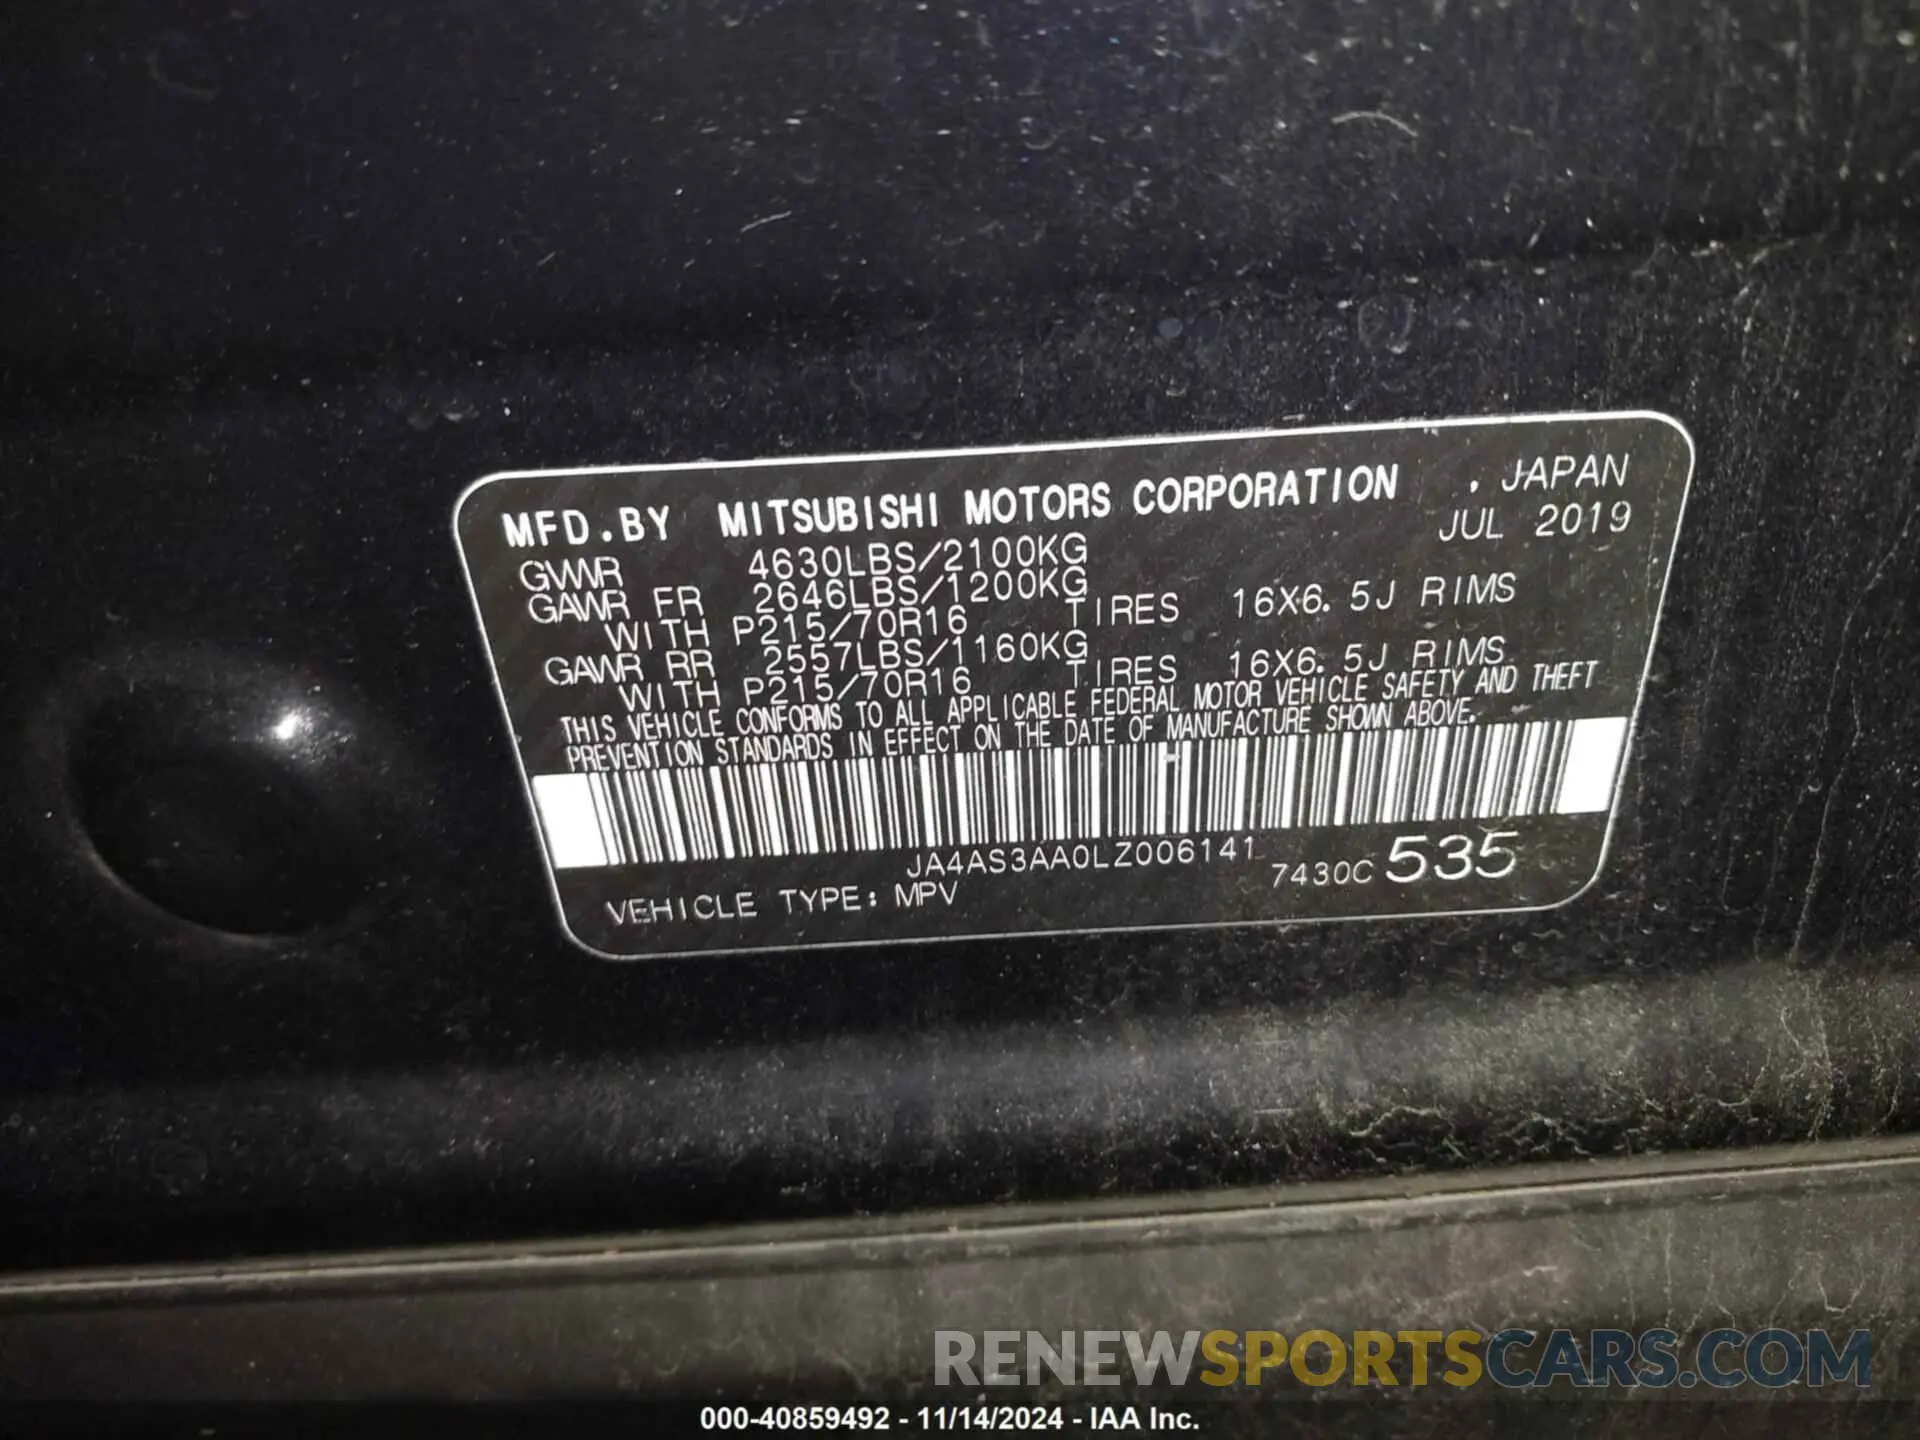 MFD.BY MITSUBISHI MOTORS CORPORATION , JAPAN
JUL 2019
GVWR 4630LBS/2100KG
GAWR FR 2646LBS/1200KG
WITH P215/70R16 TIRES 16X6.5J RIMS
GAWR RR 2557LBS/1160KG
WITH P215/70R16 TIRES 16X6.5J RIMS
THIS VEHICLE CONFORMS TO ALL APPLICABLE FEDERAL MOTOR VEHICLE SAFETY AND THEFT
PREVENTION STANDARDS IN EFFECT ON THE DATE OF MANUFACTURE SHOWN ABOVE.
JA4AS3AA0LZ006141
7430C 535
VEHICLE TYPE: MPV
RENEWSPORTSCARS.COM
000-40859492 - 11/14/2024 - IAA Inc.